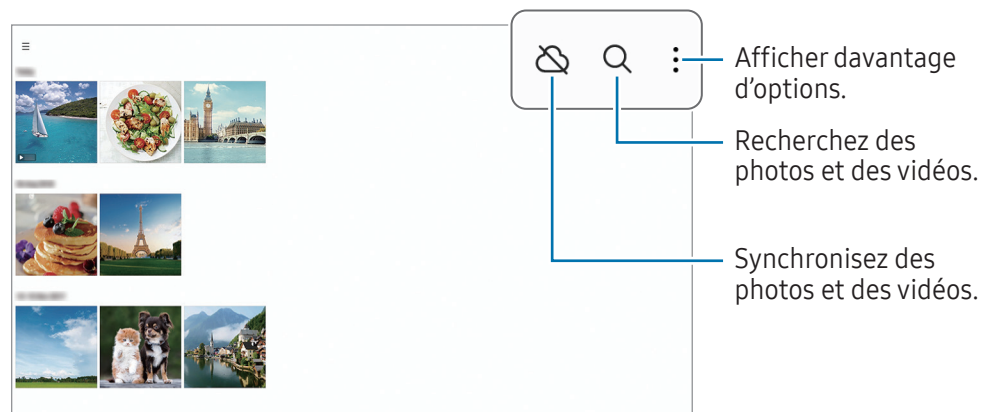 Afficher davantage
d'options.
Recherchez des
photos et des vidéos.
Synchronisez des
photos et des vidéos.